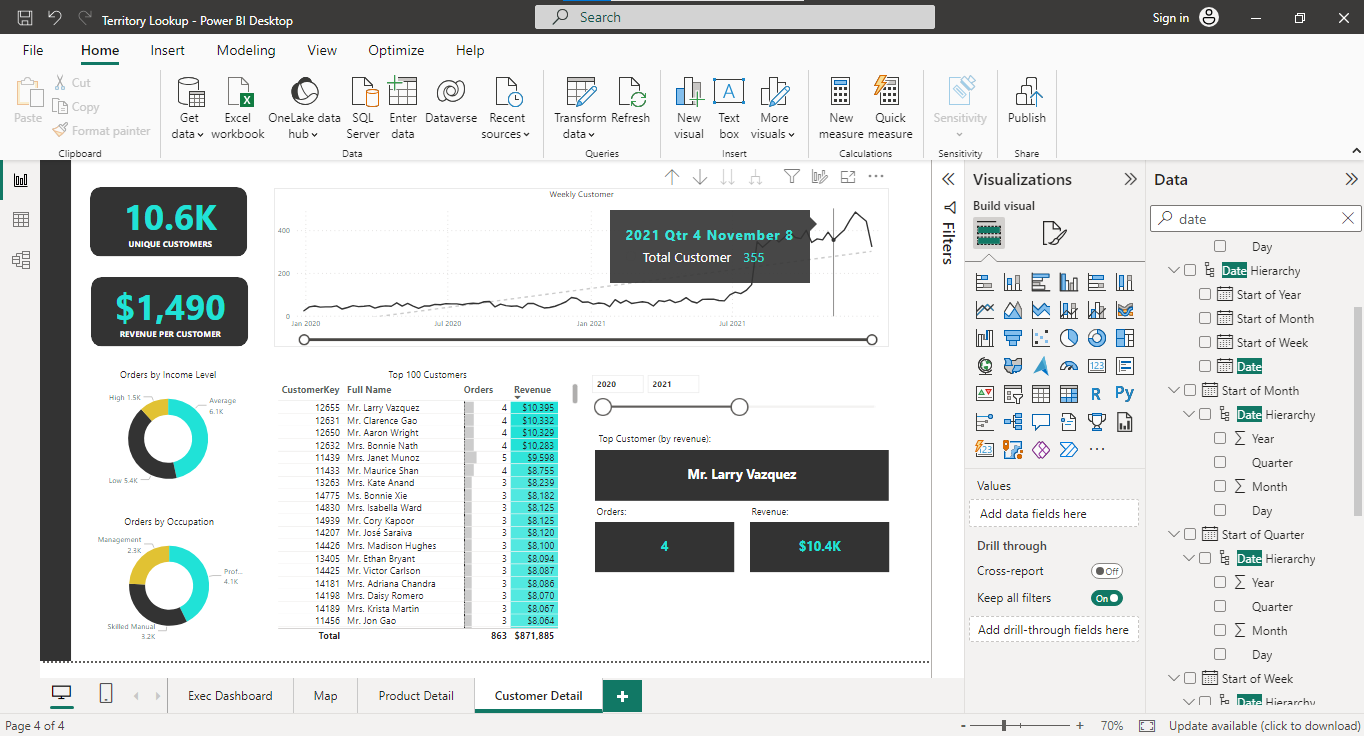 Territory Lookup - Power BI Desktop
Search
Sign in
File Home Insert Modeling View Optimize Help
Paste
Cut
Copy
Format painter
Clipboard
Get data
Excel workbook
OneLake data hub
SQL Server
Enter data
Dataverse
Recent sources
Data
Transform data
Refresh
Queries
New visual
Text box
More visuals
Insert
New measure
Quick measure
Calculations
Sensitivity
Sensitivity
Publish
Share
10.6K
UNIQUE CUSTOMERS
$1,490
REVENUE PER CUSTOMER
Weekly Customer
400
200
0
Jan 2020 Jul 2020 Jan 2021 Jul 2021
2021 Qtr 4 November 8
Total Customer 355
Orders by Income Level
High 1.5K
Average 6.1K
Low 5.4K
Orders by Occupation
Management 2.3K
Prof... 4.1K
Skilled Manual 3.2K
Top 100 Customers
CustomerKey Full Name Orders Revenue
12655 Mr. Larry Vazquez 4 $10,395
12631 Mr. Clarence Gao 4 $10,332
12650 Mr. Aaron Wright 4 $10,329
12632 Mrs. Bonnie Nath 4 $10,283
11439 Mrs. Janet Munoz 5 $9,598
11433 Mr. Maurice Shan 4 $8,755
13263 Mrs. Kate Anand 3 $8,239
14775 Ms. Bonnie Xie 3 $8,182
14830 Mrs. Isabella Ward 3 $8,125
14939 Mr. Cory Kapoor 3 $8,125
14207 Mr. José Saraiva 3 $8,120
14426 Mrs. Madison Hughes 3 $8,100
13405 Mr. Ethan Bryant 3 $8,094
14425 Mr. Victor Carlson 3 $8,087
14181 Mrs. Adriana Chandra 3 $8,086
14198 Mrs. Daisy Romero 3 $8,070
14189 Mrs. Krista Martin 3 $8,067
11456 Mr. Jon Gao 3 $8,064
Total 863 $871,885
2020 2021
Top Customer (by revenue):
Mr. Larry Vazquez
Orders:
4
Revenue:
$10.4K
Filters
Visualizations
Build visual
123
R
Py
123
Values
Add data fields here
Drill through
Cross-report Off
Keep all filters On
Add drill-through fields here
Data
date
Day
Date Hierarchy
Start of Year
Start of Month
Start of Week
Date
Start of Month
Date Hierarchy
Year
Quarter
Month
Day
Start of Quarter
Date Hierarchy
Year
Quarter
Month
Day
Start of Week
Date Hierarchy
Exec Dashboard Map Product Detail Customer Detail
Page 4 of 4
70%
Update available (click to download)